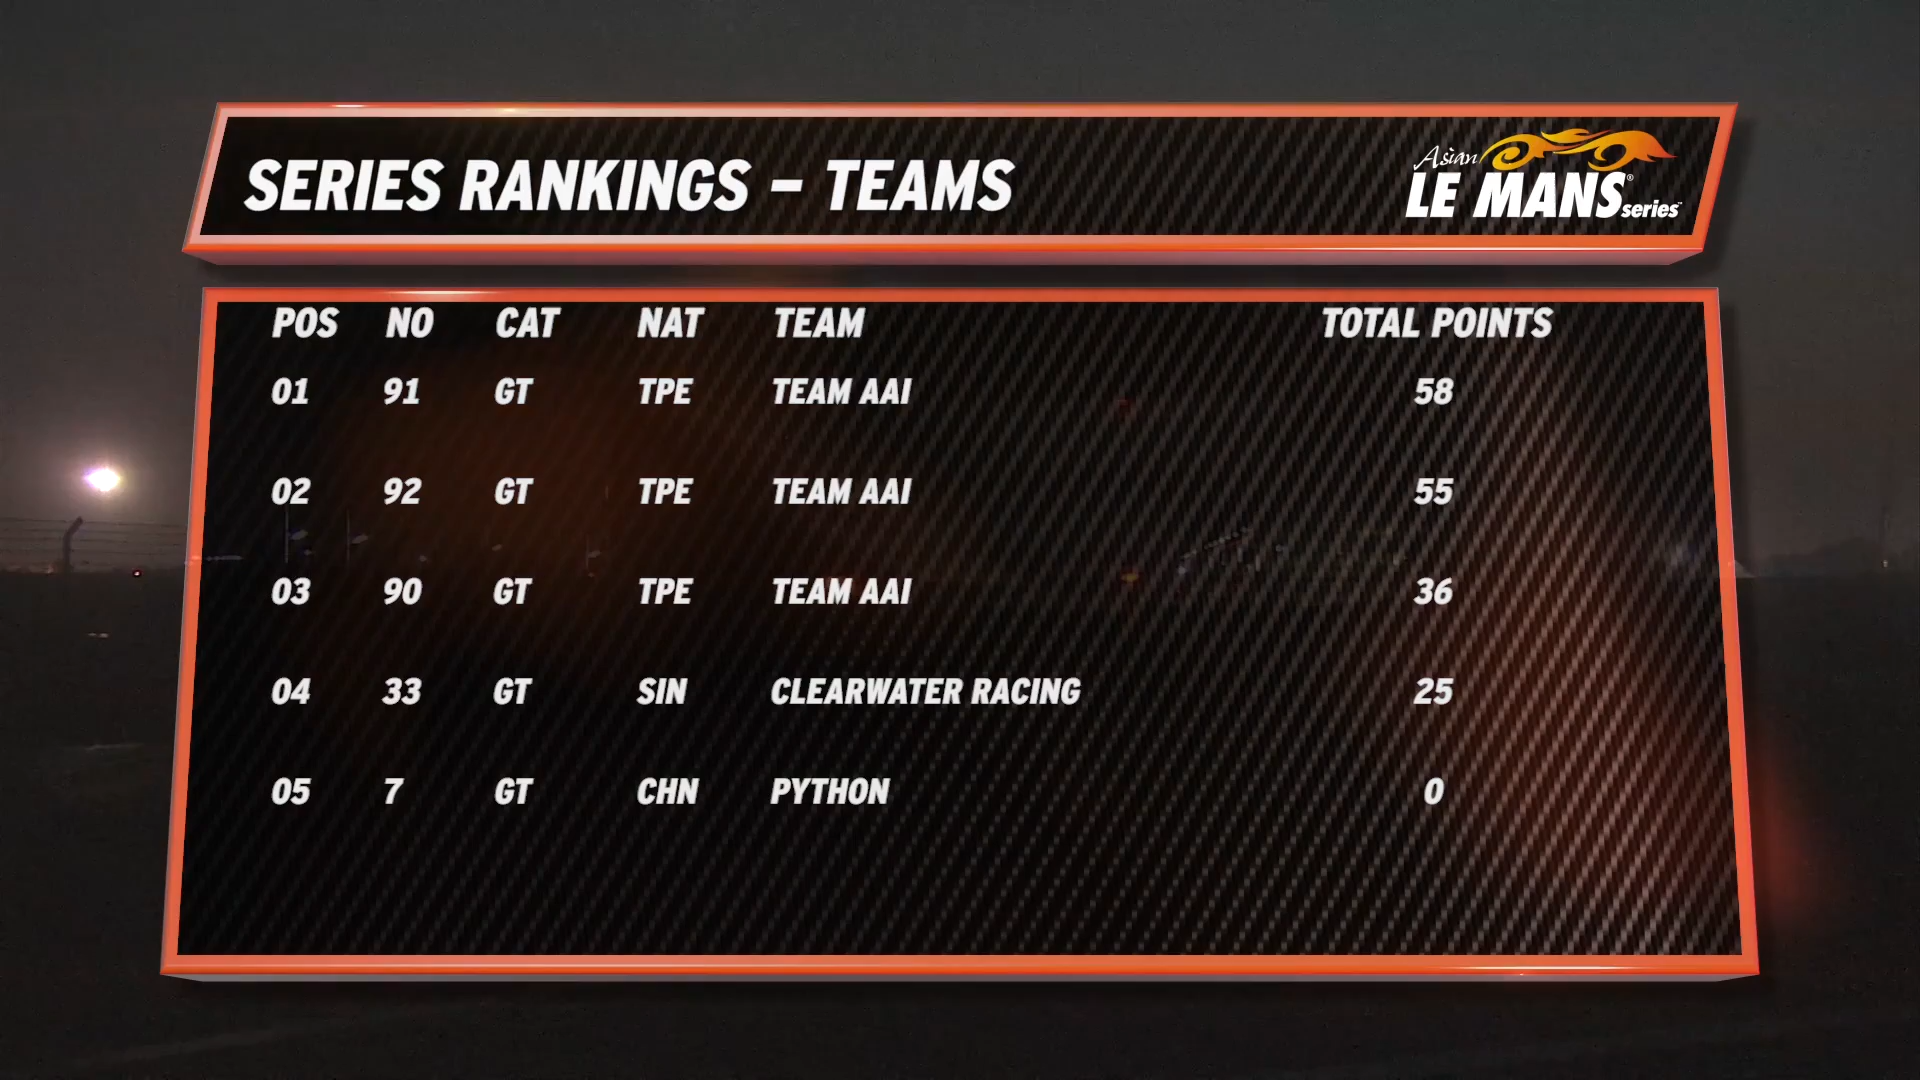 SERIES RANKINGS – TEAMS
Asian
LE MANS®
series™
POS NO CAT NAT TEAM TOTAL POINTS
01 91 GT TPE TEAM AAI 58
02 92 GT TPE TEAM AAI 55
03 90 GT TPE TEAM AAI 36
04 33 GT SIN CLEARWATER RACING 25
05 7 GT CHN PYTHON 0